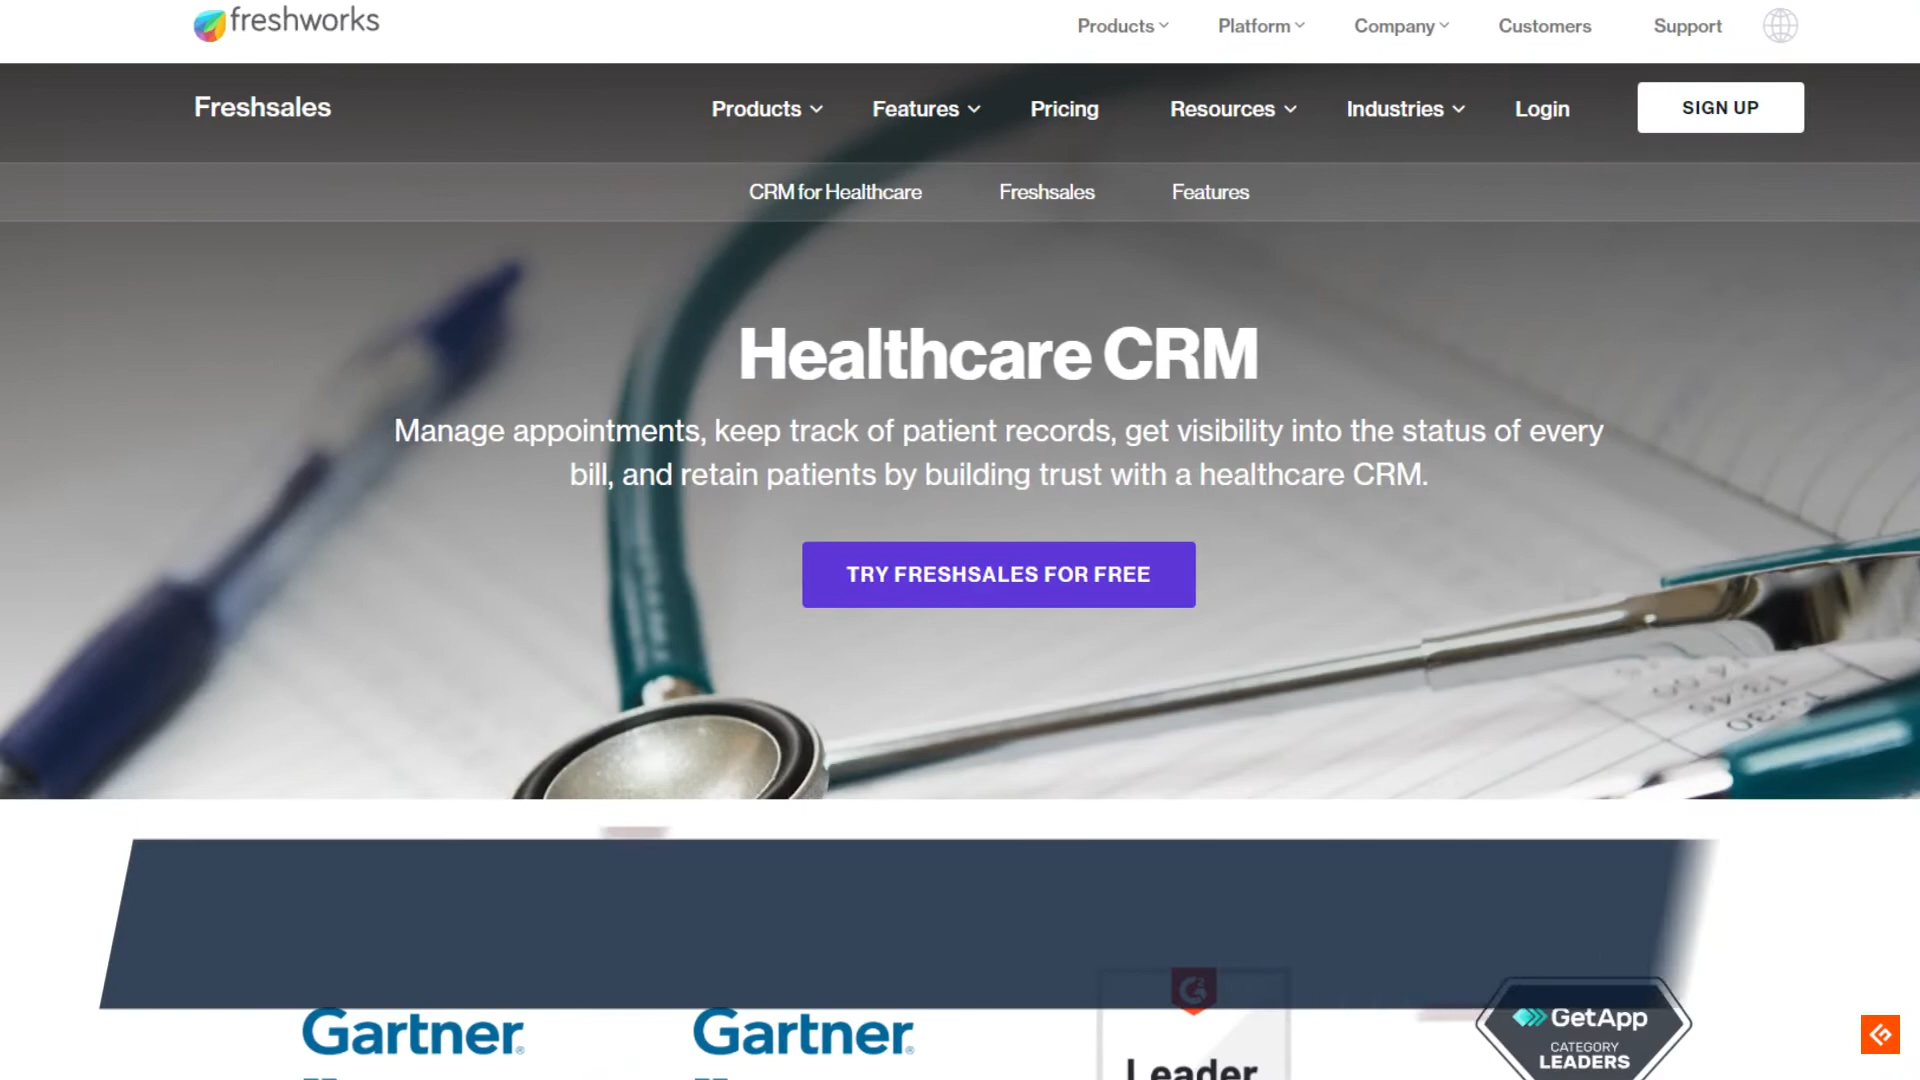 freshworks
Products
Platform
Company
Customers
Support
Freshsales
Products
Features
Pricing
Resources
Industries
Login
SIGN UP
CRM for Healthcare
Freshsales
Features
Healthcare CRM
Manage appointments, keep track of patient records, get visibility into the status of every
bill, and retain patients by building trust with a healthcare CRM.
TRY FRESHSALES FOR FREE
Gartner®
Gartner®
G2
Leader
GetApp
CATEGORY
LEADERS